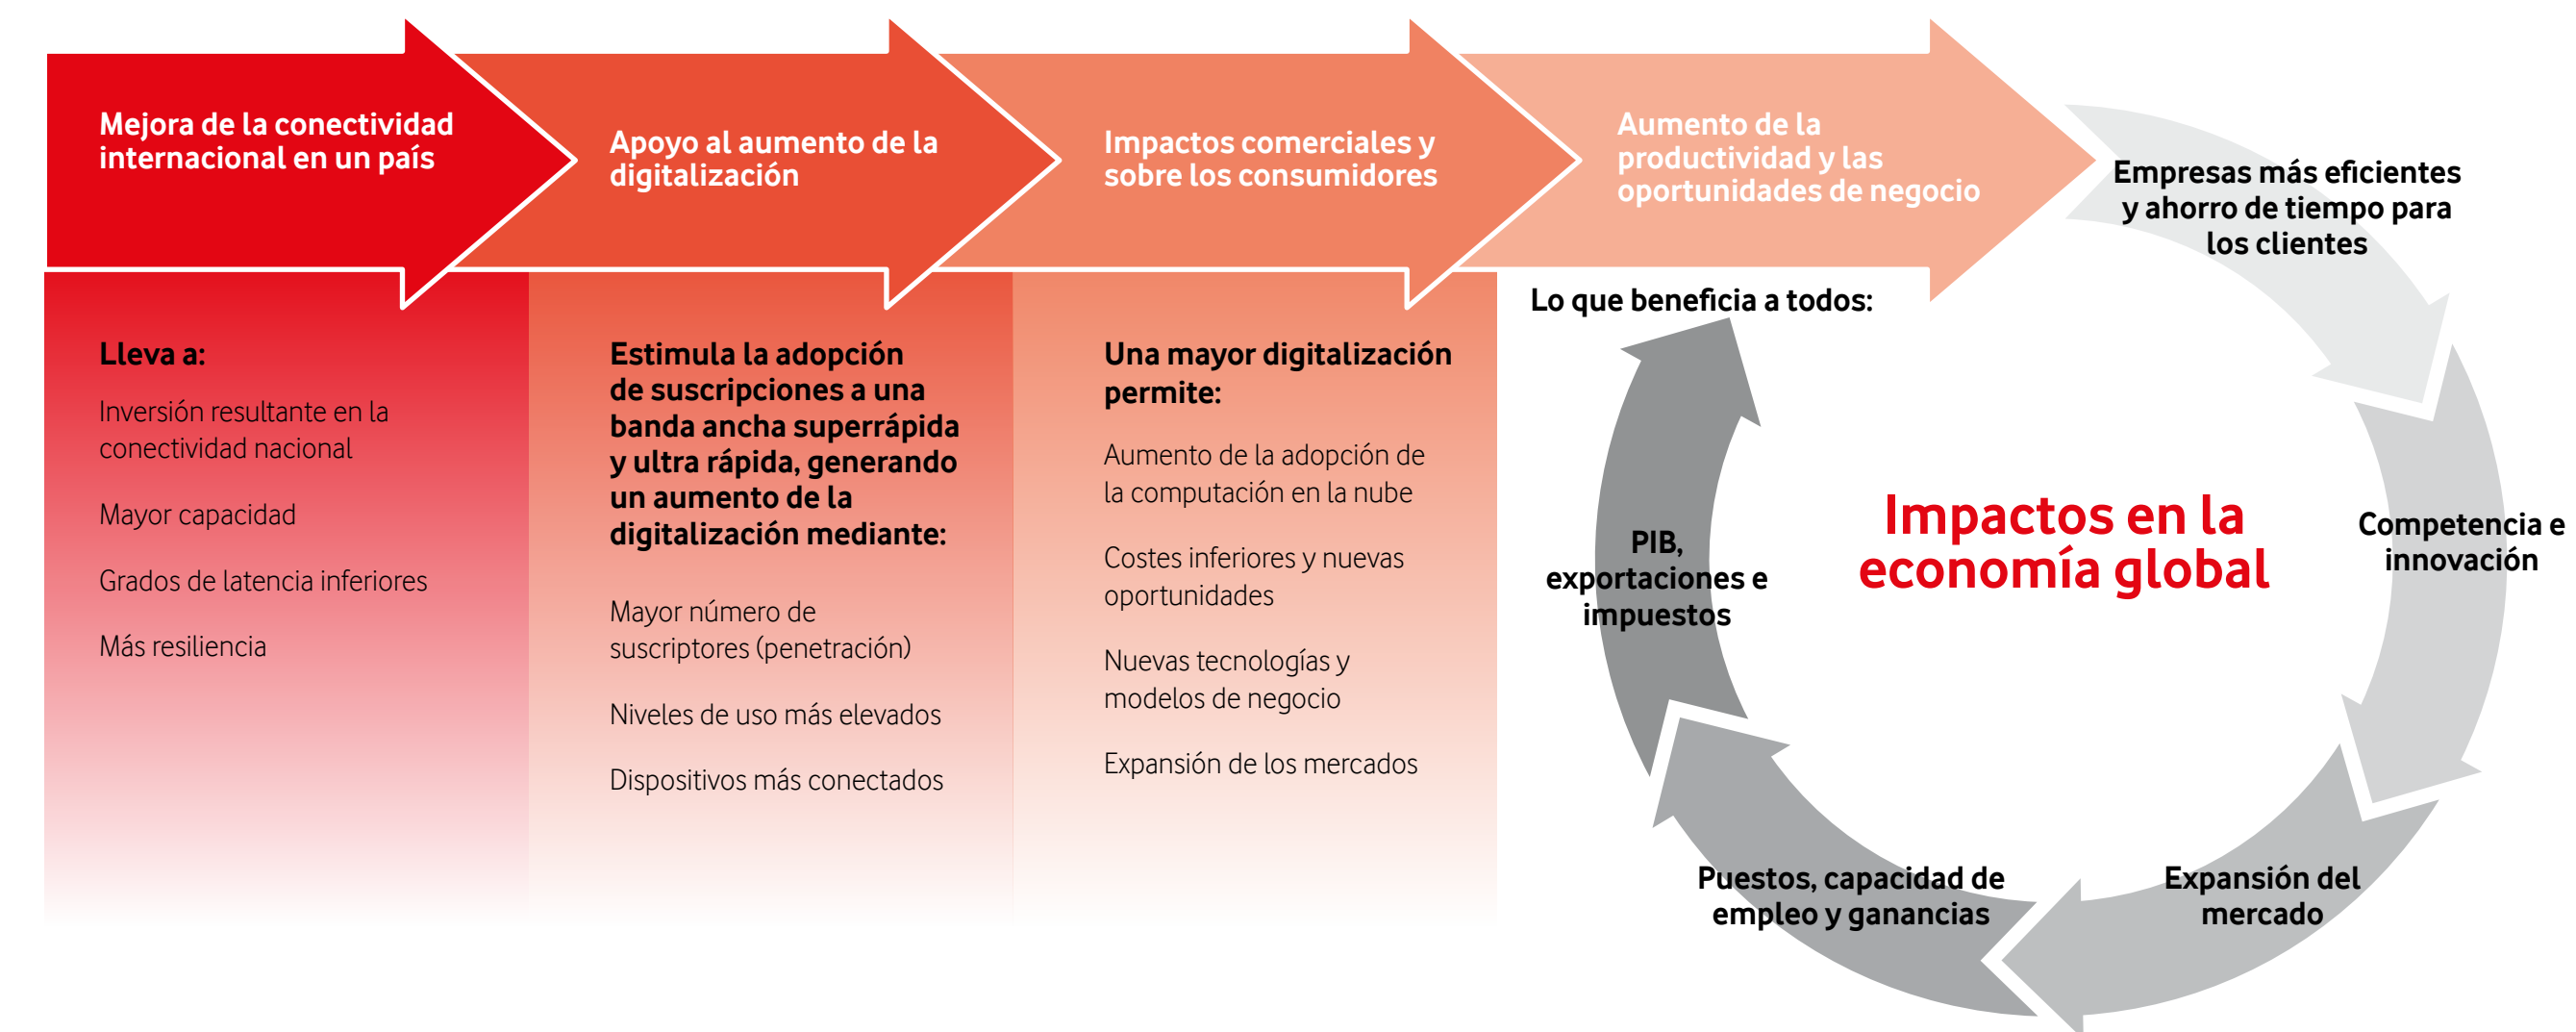 Mejora de la conectividad
internacional en un país
Apoyo al aumento de la
digitalización
Impactos comerciales y
sobre los consumidores
Aumento de la
productividad y las
oportunidades de negocio
Lleva a:
Inversión resultante en la
conectividad nacional
Mayor capacidad
Grados de latencia inferiores
Más resiliencia
Estimula la adopción
de suscripciones a una
banda ancha superrápida
y ultra rápida, generando
un aumento de la
digitalización mediante:
Mayor número de
suscriptores (penetración)
Niveles de uso más elevados
Dispositivos más conectados
Una mayor digitalización
permite:
Aumento de la adopción de
la computación en la nube
Costes inferiores y nuevas
oportunidades
Nuevas tecnologías y
modelos de negocio
Expansión de los mercados
Lo que beneficia a todos:
Impactos en la
economía global
Empresas más eficientes
y ahorro de tiempo para
los clientes
Competencia e
innovación
Expansión del
mercado
Puestos, capacidad de
empleo y ganancias
PIB,
exportaciones e
impuestos